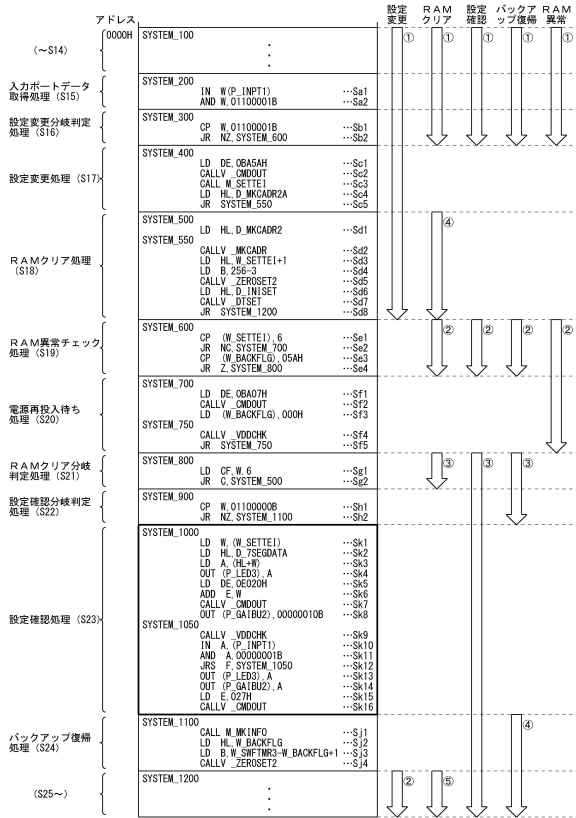 設定 ＲＡＭ 設定 バックア ＲＡＭ
変更 クリア 確認 ップ復帰 異常
アドレス
0000H SYSTEM_100 ① ① ① ① ①
(～S14)
・
・
・
入力ポートデータ
取得処理（S15）
SYSTEM_200
IN W(P_INPT1) …Sa1
AND W,01100001B …Sa2
設定変更分岐判定
処理（S16）
SYSTEM_300
CP W,01100001B …Sb1
JR NZ,SYSTEM_600 …Sb2
設定変更処理（S17）
SYSTEM_400
LD DE,0BA5AH …Sc1
CALLV _CMDOUT …Sc2
CALL M_SETTEI …Sc3
LD HL,D_MKCADR2A …Sc4
JR SYSTEM_550 …Sc5
ＲＡＭクリア処理
（S18）
SYSTEM_500 ④
LD HL,D_MKCADR2 …Sd1
SYSTEM_550
CALLV _MKCADR …Sd2
LD HL,W_SETTEI+1 …Sd3
LD B,256-3 …Sd4
CALLV _ZEROSET2 …Sd5
LD HL,D_INISET …Sd6
CALLV _DTSET …Sd7
JR SYSTEM_1200 …Sd8
ＲＡＭ異常チェック
処理（S19）
SYSTEM_600 ② ② ② ②
CP (W_SETTEI),6 …Se1
JR NC,SYSTEM_700 …Se2
CP (W_BACKFLG),05AH …Se3
JR Z,SYSTEM_800 …Se4
電源再投入待ち
処理（S20）
SYSTEM_700
LD DE,0BA07H …Sf1
CALLV _CMDOUT …Sf2
LD (W_BACKFLG),000H …Sf3
SYSTEM_750
CALLV _VDDCHK …Sf4
JR SYSTEM_750 …Sf5
ＲＡＭクリア分岐
判定処理（S21）
SYSTEM_800 ③ ③ ③
LD CF,W.6 …Sg1
JR C,SYSTEM_500 …Sg2
設定確認分岐判定
処理（S22）
SYSTEM_900
CP W,01100000B …Sh1
JR NZ,SYSTEM_1100 …Sh2
設定確認処理（S23）
SYSTEM_1000
LD W,(W_SETTEI) …Sk1
LD HL,D_7SEGDATA …Sk2
LD A,(HL+W) …Sk3
OUT (P_LED3),A …Sk4
LD DE,0E020H …Sk5
ADD E,W …Sk6
CALLV _CMDOUT …Sk7
OUT (P_GAIBU2),00000010B …Sk8
SYSTEM_1050
CALLV _VDDCHK …Sk9
IN A,(P_INPT1) …Sk10
AND A,00000001B …Sk11
JRS F,SYSTEM_1050 …Sk12
OUT (P_LED3),A …Sk13
OUT (P_GAIBU2),A …Sk14
LD E,027H …Sk15
CALLV _CMDOUT …Sk16
バックアップ復帰
処理（S24）
SYSTEM_1100 ④
CALL M_MKINFO …Sj1
LD HL,W_BACKFLG …Sj2
LD B,W_SWFTMR3-W_BACKFLG+1 …Sj3
CALLV _ZEROSET2 …Sj4
(S25～)
SYSTEM_1200 ② ⑤
・
・
・